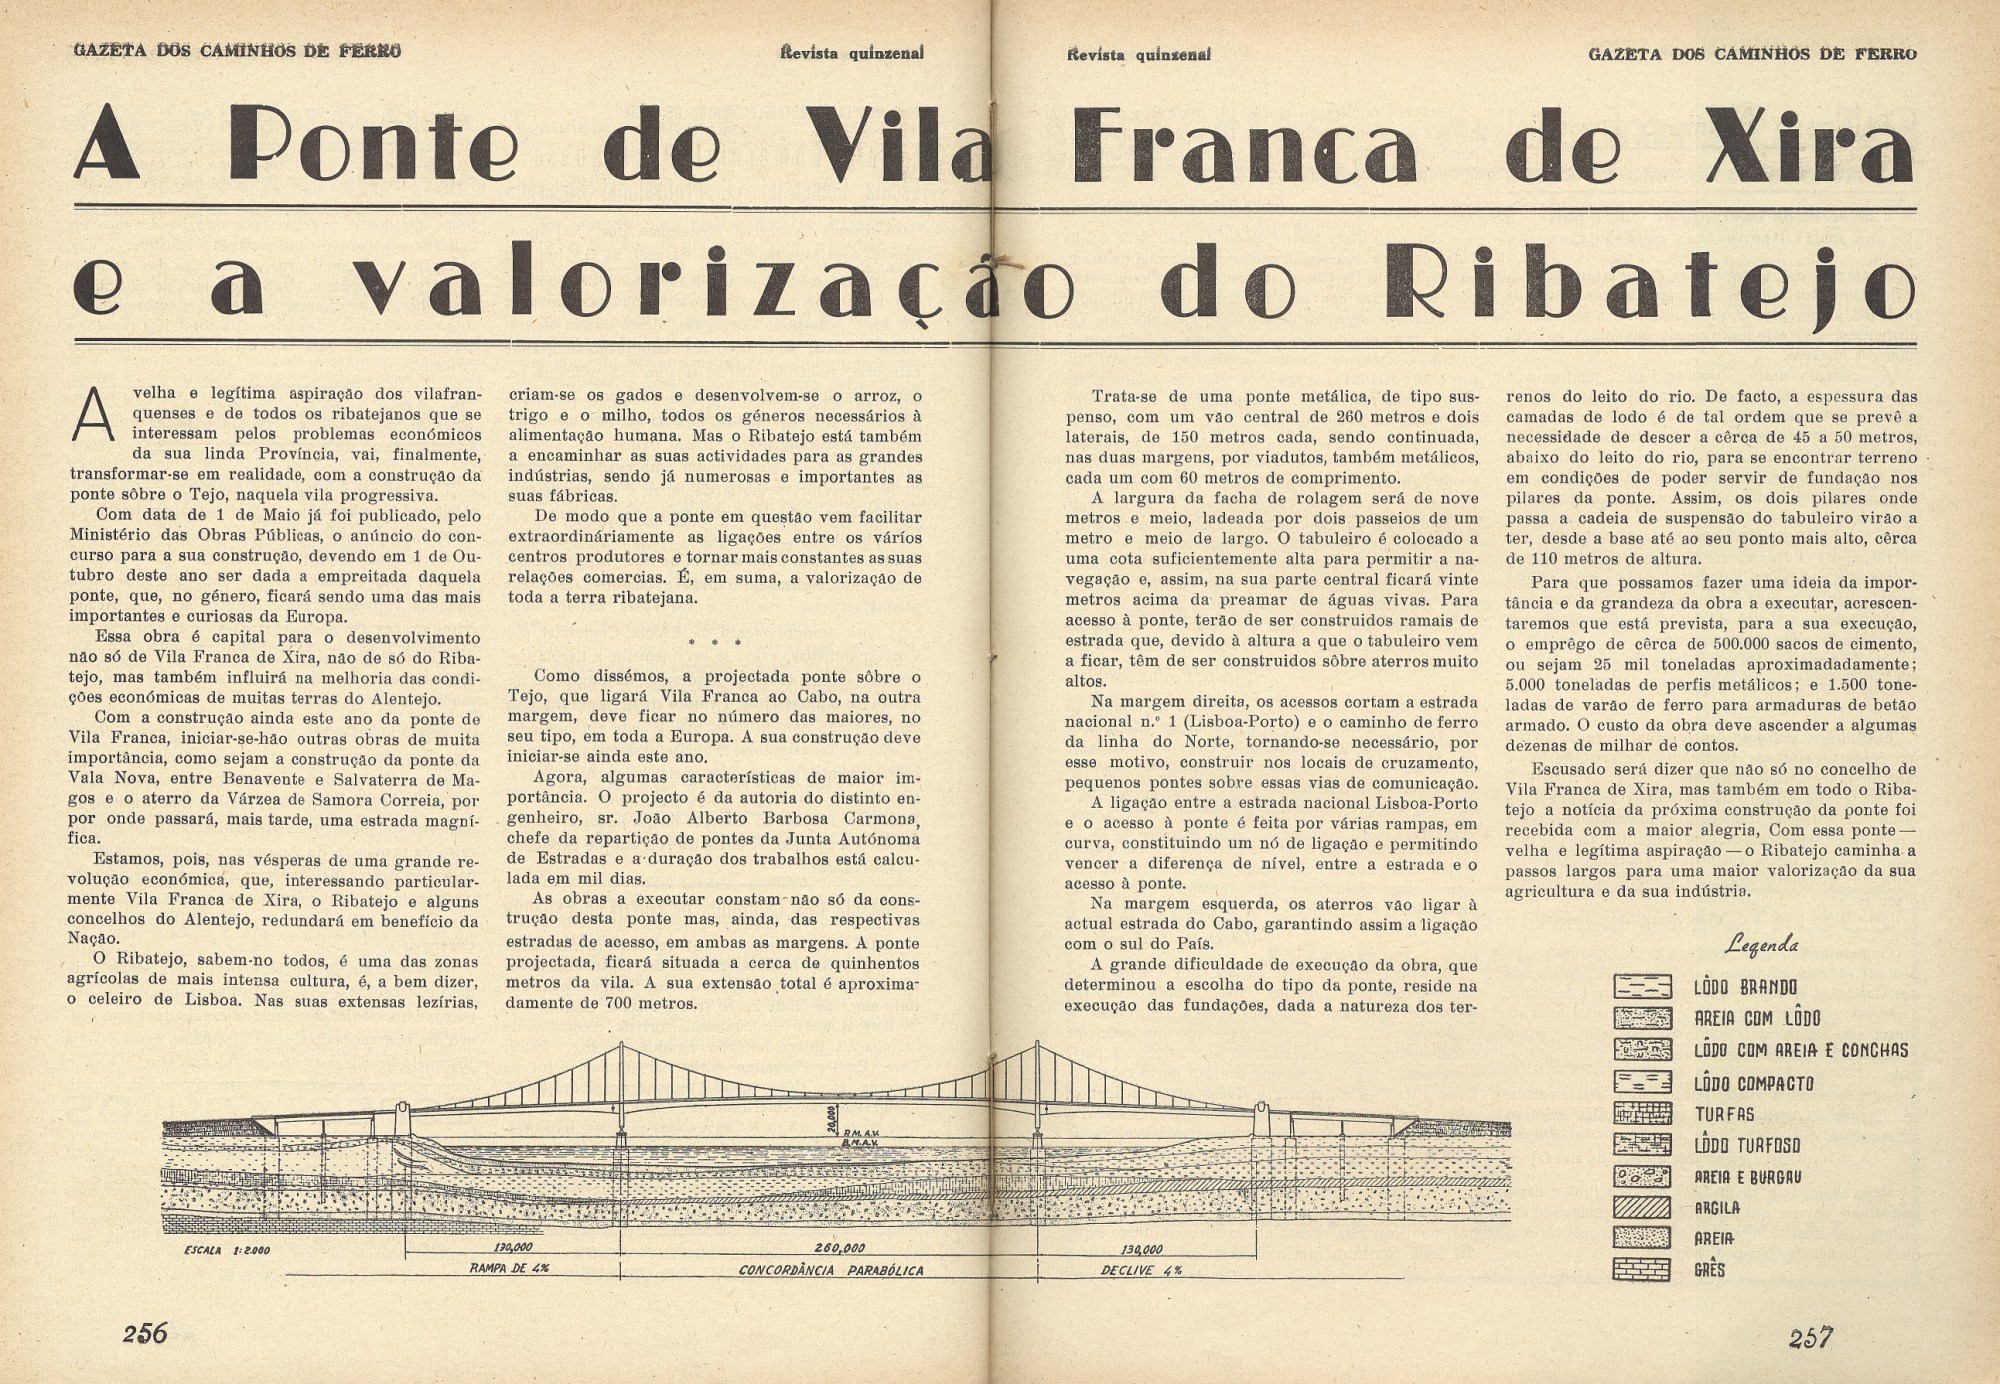 GAZETA DOS CAMINHOS DE FERRO
Revista quinzenal
Revista quinzenal
GAZETA DOS CAMINHOS DE FERRO
A Ponte de Vila Franca de Xira
e a valorização do Ribatejo
A velha e legítima aspiração dos vilafran-
quenses e de todos os ribatejanos que se
interessam pelos problemas económicos
da sua linda Província, vai, finalmente,
transformar-se em realidade, com a construção da
ponte sôbre o Tejo, naquela vila progressiva.
Com data de 1 de Maio já foi publicado, pelo
Ministério das Obras Públicas, o anúncio do con-
curso para a sua construção, devendo em 1 de Ou-
tubro deste ano ser dada a empreitada daquela
ponte, que, no género, ficará sendo uma das mais
importantes e curiosas da Europa.
Essa obra é capital para o desenvolvimento
não só de Vila Franca de Xira, não de só do Riba-
tejo, mas também influirá na melhoria das condi-
ções económicas de muitas terras do Alentejo.
Com a construção ainda este ano da ponte de
Vila Franca, iniciar-se-hão outras obras de muita
importância, como sejam a construção da ponte da
Vala Nova, entre Benavente e Salvaterra de Ma-
gos e o aterro da Várzea de Samora Correia, por
por onde passará, mais tarde, uma estrada magní-
fica.
Estamos, pois, nas vésperas de uma grande re-
volução económica, que, interessando particular-
mente Vila Franca de Xira, o Ribatejo e alguns
concelhos do Alentejo, redundará em benefício da
Nação.
O Ribatejo, sabem-no todos, é uma das zonas
agrícolas de mais intensa cultura, é, a bem dizer,
o celeiro de Lisboa. Nas suas extensas lezírias,
criam-se os gados e desenvolvem-se o arroz, o
trigo e o milho, todos os géneros necessários à
alimentação humana. Mas o Ribatejo está também
a encaminhar as suas actividades para as grandes
indústrias, sendo já numerosas e importantes as
suas fábricas.
De modo que a ponte em questão vem facilitar
extraordináriamente as ligações entre os vários
centros produtores e tornar mais constantes as suas
relações comercias. É, em suma, a valorização de
toda a terra ribatejana.
* * *
Como dissémos, a projectada ponte sôbre o
Tejo, que ligará Vila Franca ao Cabo, na outra
margem, deve ficar no número das maiores, no
seu tipo, em toda a Europa. A sua construção deve
iniciar-se ainda este ano.
Agora, algumas características de maior im-
portância. O projecto é da autoria do distinto en-
genheiro, sr. João Alberto Barbosa Carmona,
chefe da repartição de pontes da Junta Autónoma
de Estradas e a duração dos trabalhos está calcu-
lada em mil dias.
As obras a executar constam não só da cons-
trução desta ponte mas, ainda, das respectivas
estradas de acesso, em ambas as margens. A ponte
projectada, ficará situada a cerca de quinhentos
metros da vila. A sua extensão total é aproxima-
damente de 700 metros.
Trata-se de uma ponte metálica, de tipo sus-
penso, com um vão central de 260 metros e dois
laterais, de 150 metros cada, sendo continuada,
nas duas margens, por viadutos, também metálicos,
cada um com 60 metros de comprimento.
A largura da facha de rolagem será de nove
metros e meio, ladeada por dois passeios de um
metro e meio de largo. O tabuleiro é colocado a
uma cota suficientemente alta para permitir a na-
vegação e, assim, na sua parte central ficará vinte
metros acima da preamar de águas vivas. Para
acesso à ponte, terão de ser construidos ramais de
estrada que, devido à altura a que o tabuleiro vem
a ficar, têm de ser construidos sôbre aterros muito
altos.
Na margem direita, os acessos cortam a estrada
nacional n.º 1 (Lisboa-Porto) e o caminho de ferro
da linha do Norte, tornando-se necessário, por
esse motivo, construir nos locais de cruzamento,
pequenos pontes sobre essas vias de comunicação.
A ligação entre a estrada nacional Lisboa-Porto
e o acesso à ponte é feita por várias rampas, em
curva, constituindo um nó de ligação e permitindo
vencer a diferença de nível, entre a estrada e o
acesso à ponte.
Na margem esquerda, os aterros vão ligar à
actual estrada do Cabo, garantindo assim a ligação
com o sul do País.
A grande dificuldade de execução da obra, que
determinou a escolha do tipo da ponte, reside na
execução das fundações, dada a natureza dos ter-
renos do leito do rio. De facto, a espessura das
camadas de lodo é de tal ordem que se prevê a
necessidade de descer a cêrca de 45 a 50 metros,
abaixo do leito do rio, para se encontrar terreno
em condições de poder servir de fundação nos
pilares da ponte. Assim, os dois pilares onde
passa a cadeia de suspensão do tabuleiro virão a
ter, desde a base até ao seu ponto mais alto, cêrca
de 110 metros de altura.
Para que possamos fazer uma ideia da impor-
tância e da grandeza da obra a executar, acrescen-
taremos que está prevista, para a sua execução,
o emprêgo de cêrca de 500.000 sacos de cimento,
ou sejam 25 mil toneladas aproximadadamente;
5.000 toneladas de perfis metálicos; e 1.500 tone-
ladas de varão de ferro para armaduras de betão
armado. O custo da obra deve ascender a algumas
dezenas de milhar de contos.
Escusado será dizer que não só no concelho de
Vila Franca de Xira, mas também em todo o Riba-
tejo a notícia da próxima construção da ponte foi
recebida com a maior alegria, Com essa ponte —
velha e legítima aspiração — o Ribatejo caminha a
passos largos para uma maior valorização da sua
agricultura e da sua indústria.
Legenda
LÔDO BRANDO
AREIA COM LÔDO
LÔDO COM AREIA E CONCHAS
LÔDO COMPACTO
TURFAS
LÔDO TURFOSO
AREIA E BURGAU
ARGILA
AREIA
GRÊS
20,000
P.M.A.V.
B.M.A.V.
ESCALA 1:2.000
130,000
260,000
130,000
RAMPA DE 4%
CONCORDÂNCIA PARABÓLICA
DECLIVE 4%
256
257